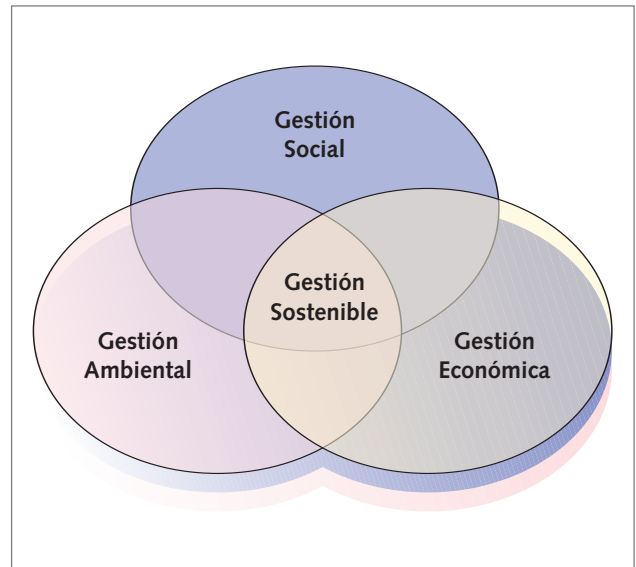 Gestión
Social
Gestión
Sostenible
Gestión
Ambiental
Gestión
Económica